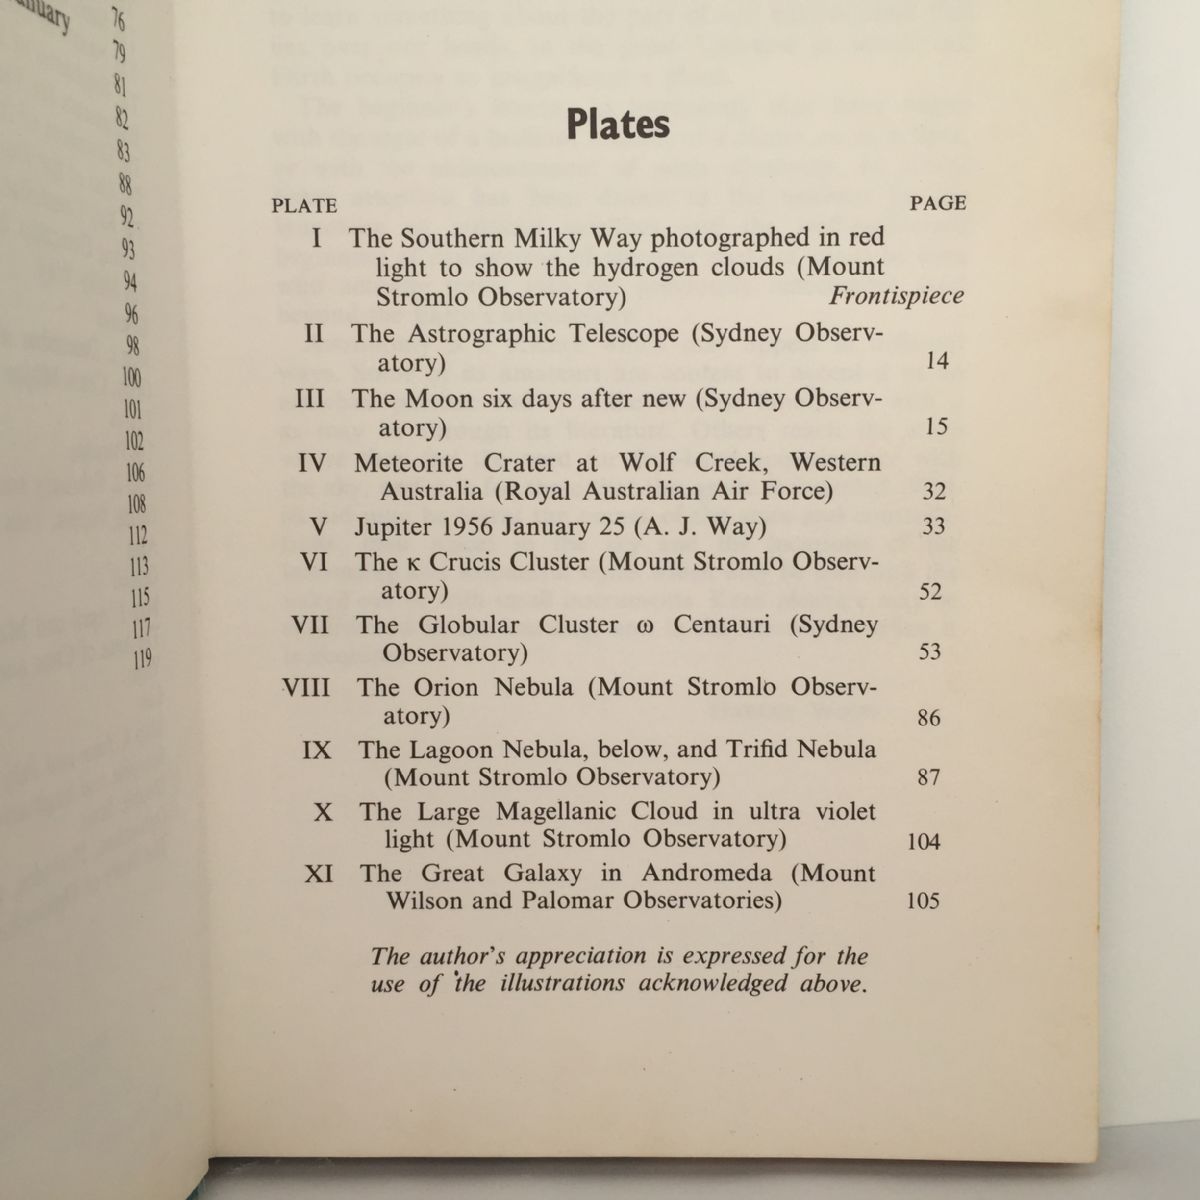 January
76
79
81
82
83
88
92
93
94
96
98
100
101
102
106
108
112
113
115
117
119
Plates
PLATE PAGE
I The Southern Milky Way photographed in red
light to show the hydrogen clouds (Mount
Stromlo Observatory) Frontispiece
II The Astrographic Telescope (Sydney Observ-
atory) 14
III The Moon six days after new (Sydney Observ-
atory) 15
IV Meteorite Crater at Wolf Creek, Western
Australia (Royal Australian Air Force) 32
V Jupiter 1956 January 25 (A. J. Way) 33
VI The κ Crucis Cluster (Mount Stromlo Observ-
atory) 52
VII The Globular Cluster ω Centauri (Sydney
Observatory) 53
VIII The Orion Nebula (Mount Stromlo Observ-
atory) 86
IX The Lagoon Nebula, below, and Trifid Nebula
(Mount Stromlo Observatory) 87
X The Large Magellanic Cloud in ultra violet
light (Mount Stromlo Observatory) 104
XI The Great Galaxy in Andromeda (Mount
Wilson and Palomar Observatories) 105
The author's appreciation is expressed for the
use of the illustrations acknowledged above.